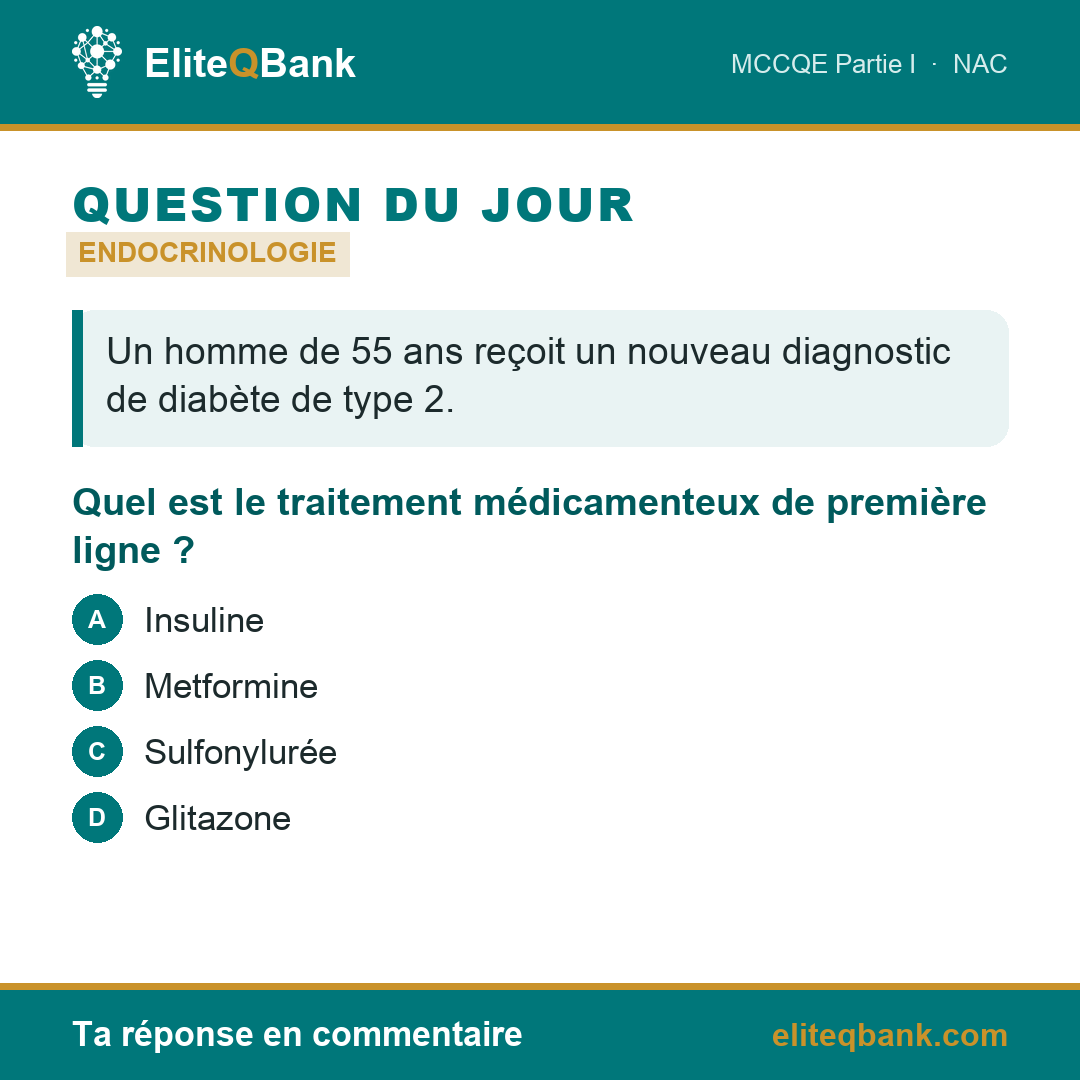 EliteQBank
MCCQE Partie I · NAC
QUESTION DU JOUR
ENDOCRINOLOGIE
Un homme de 55 ans reçoit un nouveau diagnostic
de diabète de type 2.
Quel est le traitement médicamenteux de première
ligne ?
A Insuline
B Metformine
C Sulfonylurée
D Glitazone
Ta réponse en commentaire
eliteqbank.com